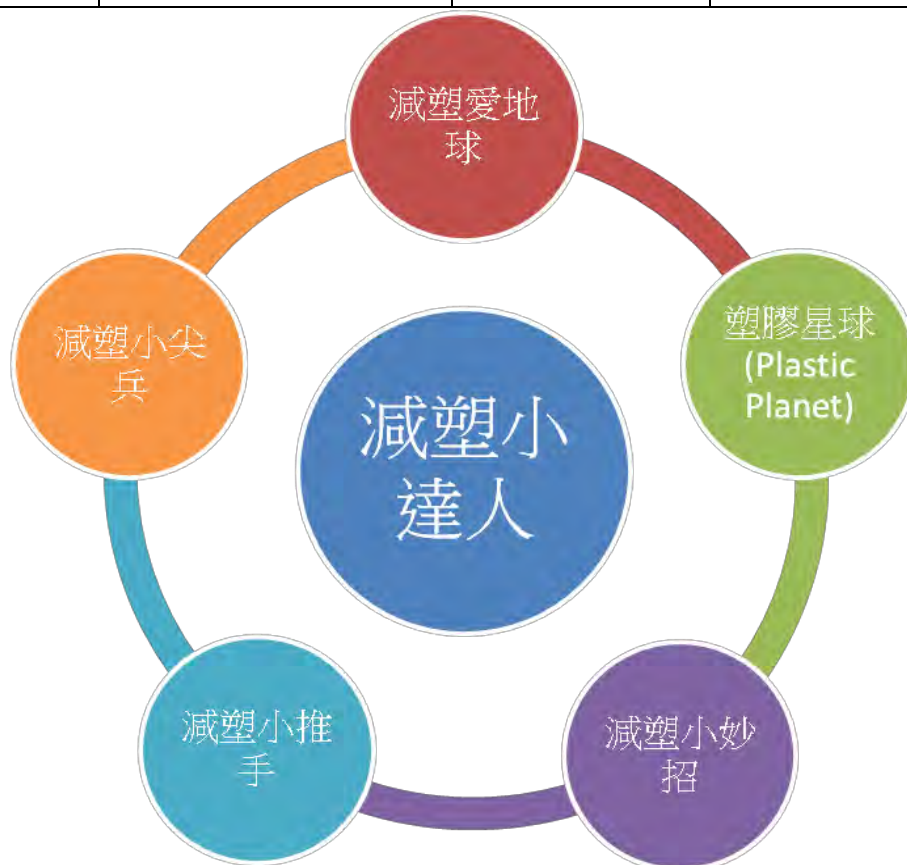 減塑愛地
球
塑膠星球
(Plastic
Planet)
減塑小尖
兵
減塑小
達人
減塑小推
手
減塑小妙
招